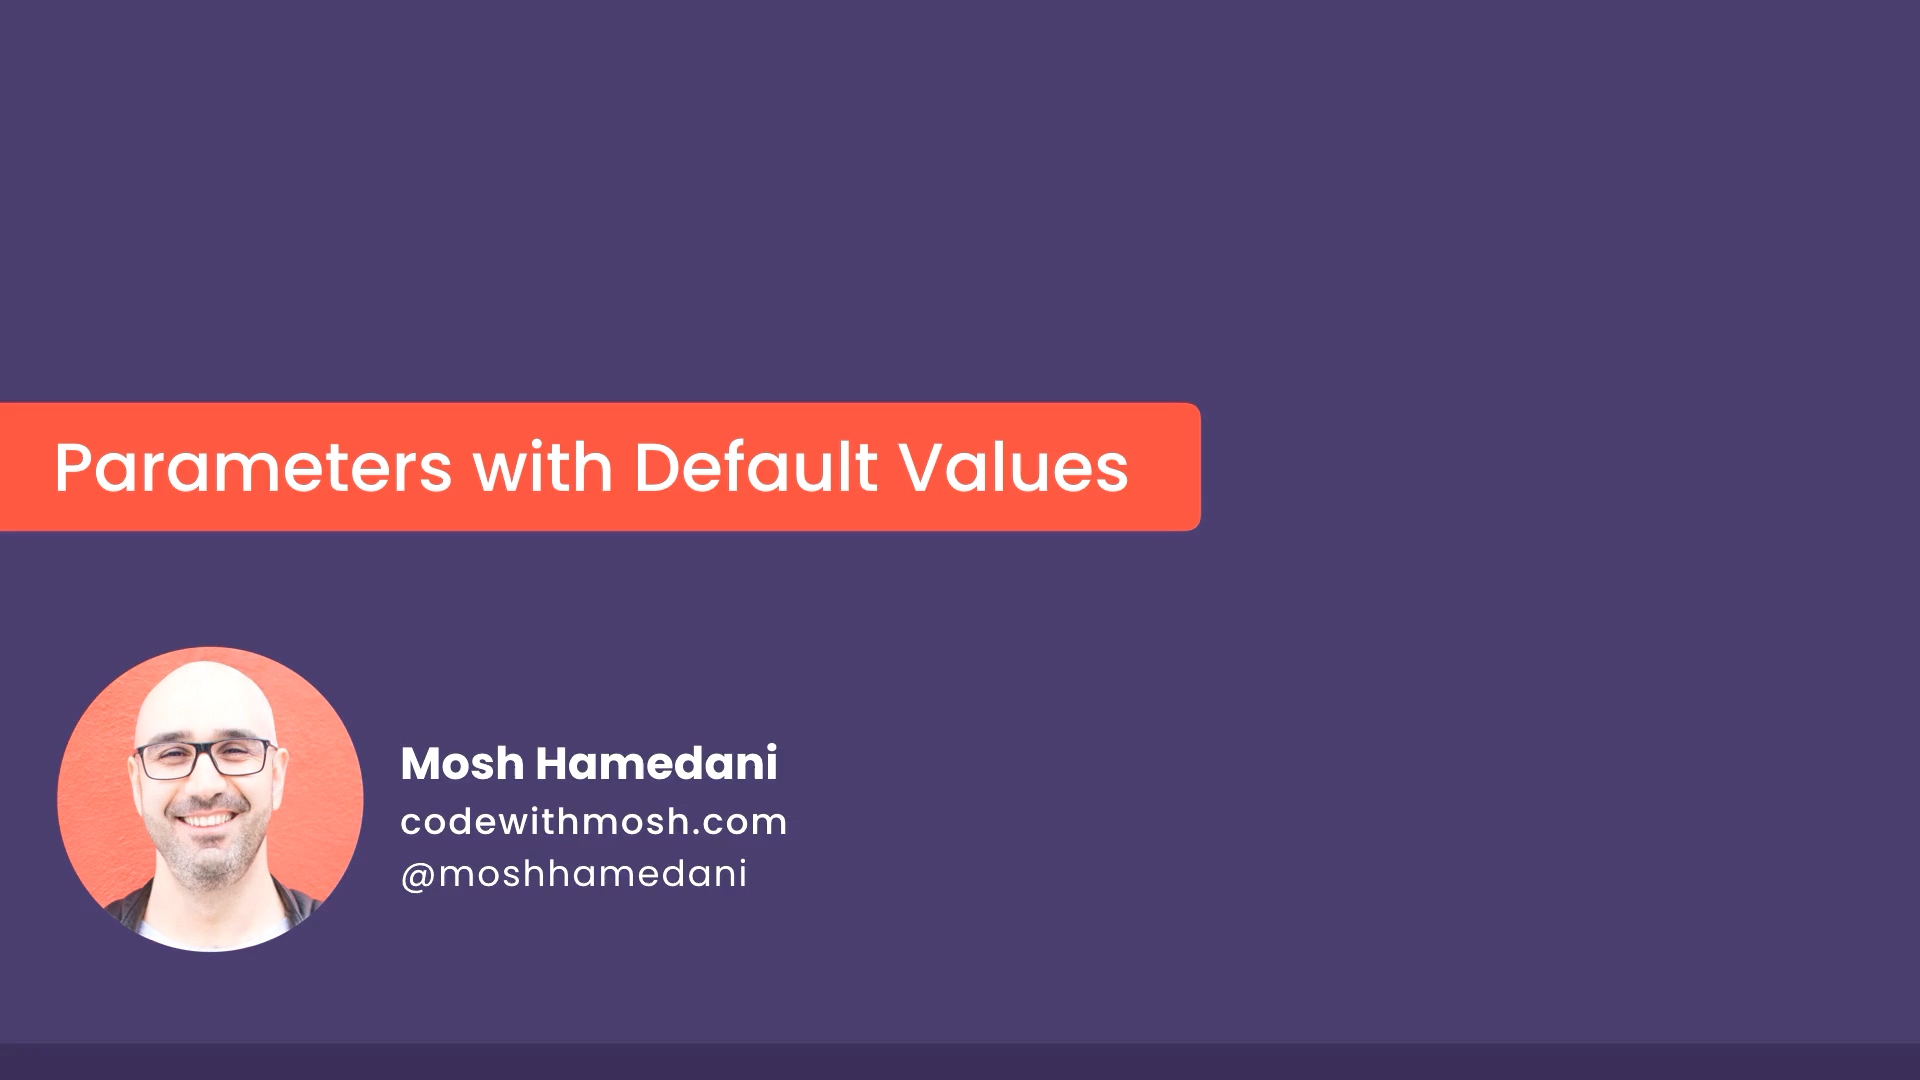 Parameters with Default Values
Mosh Hamedani
codewithmosh.com
@moshhamedani